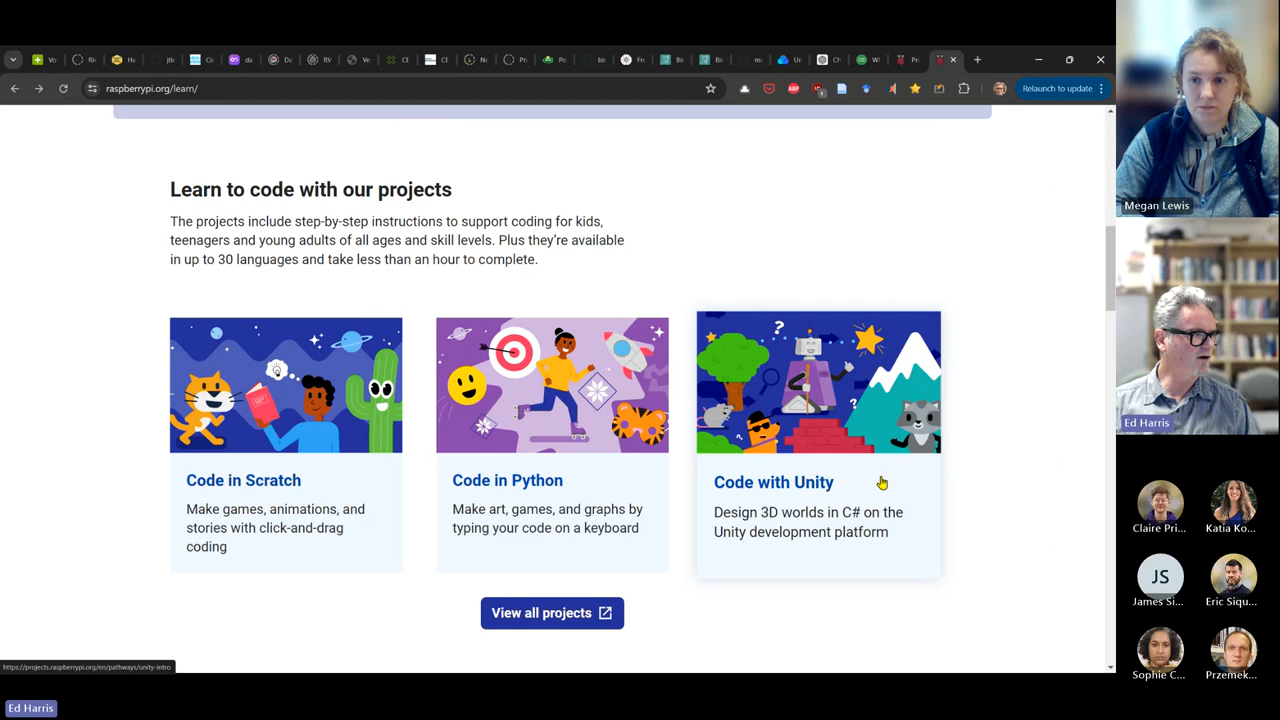 raspberrypi.org/learn/
Relaunch to update
Learn to code with our projects
The projects include step-by-step instructions to support coding for kids,
teenagers and young adults of all ages and skill levels. Plus they’re available
in up to 30 languages and take less than an hour to complete.
Code in Scratch
Make games, animations, and
stories with click-and-drag
coding
Code in Python
Make art, games, and graphs by
typing your code on a keyboard
Code with Unity
Design 3D worlds in C# on the
Unity development platform
View all projects
https://projects.raspberrypi.org/en/pathways/unity-intro
Ed Harris
Megan Lewis
Ed Harris
Claire Pri...
Katia Ko...
JS
James Si...
Eric Siqu...
Sophie C...
Przemek...